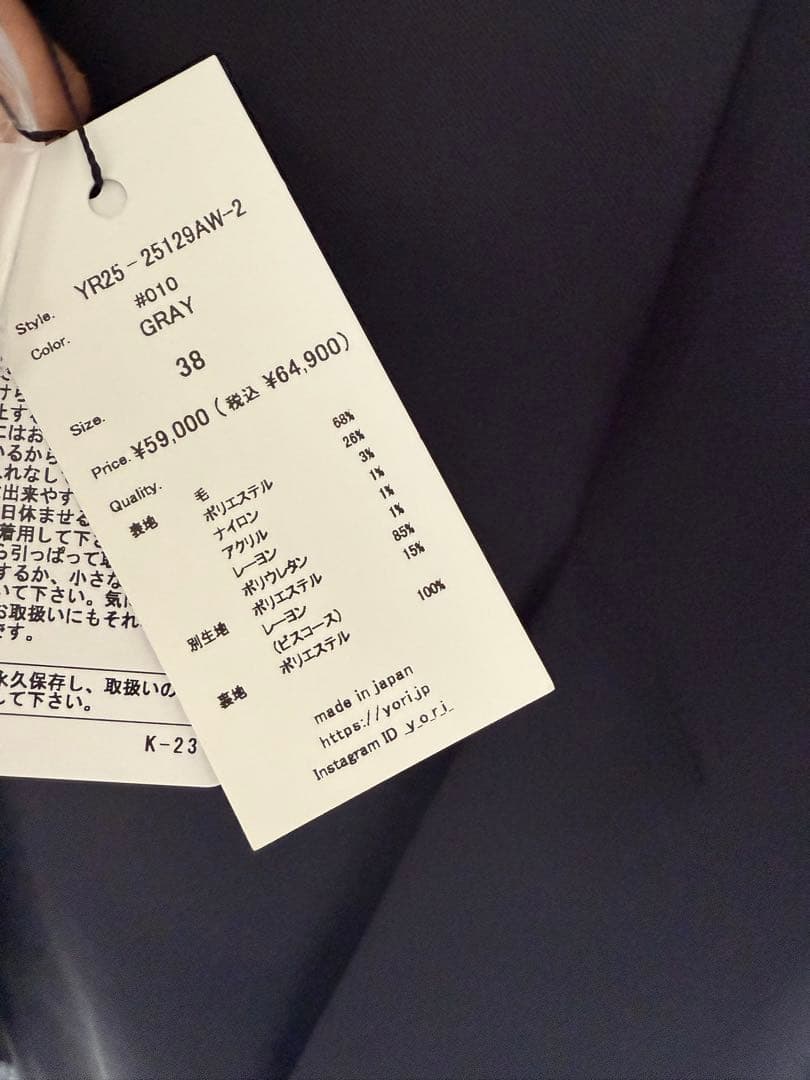 Style. YR25-25129AW-2
#010
Color. GRAY
Size. 38
Price. ¥59,000 (税込 ¥64,900)
Quality.
表地 毛 68%
ポリエステル 26%
ナイロン 3%
アクリル 1%
レーヨン 1%
ポリウレタン 1%
別生地 ポリエステル 85%
レーヨン 15%
(ビスコース)
裏地 ポリエステル 100%
made in japan
https://yori.jp
Instagram ID _y_o_r_i_
止す
にはお
いるから
れなし
出来やす
日休ませる
着用して下さ
ら引っぱって
するか、小さな
いて下さい。気
お取扱いにもそれ
です。
永久保存し、取扱いの
して下さい。
K-23